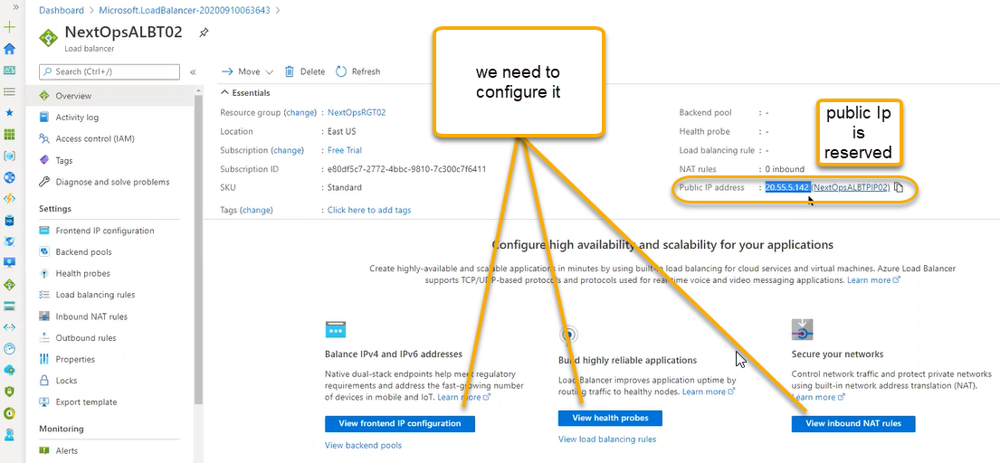 Dashboard > Microsoft.LoadBalancer-20200910063643 >
NextOpsALBT02
Load balancer
Search (Ctrl+/)
Overview
Activity log
Access control (IAM)
Tags
Diagnose and solve problems
Settings
Frontend IP configuration
Backend pools
Health probes
Load balancing rules
Inbound NAT rules
Outbound rules
Properties
Locks
Export template
Monitoring
Alerts
Move Delete Refresh
Essentials
Resource group (change) : NextOpsRGT02
Location : East US
Subscription (change) : Free Trial
Subscription ID : e80df5c7-2772-4bbc-9810-7c300c7f6411
SKU : Standard
Tags (change) : Click here to add tags
Backend pool : -
Health probe : -
Load balancing rule : -
NAT rules : 0 inbound
Public IP address : 20.55.5.142 (NextOpsALBTPIP02)
we need to
configure it
public Ip
is
reserved
Configure high availability and scalability for your applications
Create highly-available and scalable applications in minutes by using built-in load balancing for cloud services and virtual machines. Azure Load Balancer
supports TCP/UDP-based protocols and protocols used for real-time voice and video messaging applications. Learn more
Balance IPv4 and IPv6 addresses
Native dual-stack endpoints help meet regulatory
requirements and address the fast-growing number
of devices in mobile and IoT. Learn more
View frontend IP configuration
View backend pools
Build highly reliable applications
Load Balancer improves application uptime by
routing traffic to healthy nodes. Learn more
View health probes
View load balancing rules
Secure your networks
Control network traffic and protect private networks
using built-in network address translation (NAT).
Learn more
View inbound NAT rules